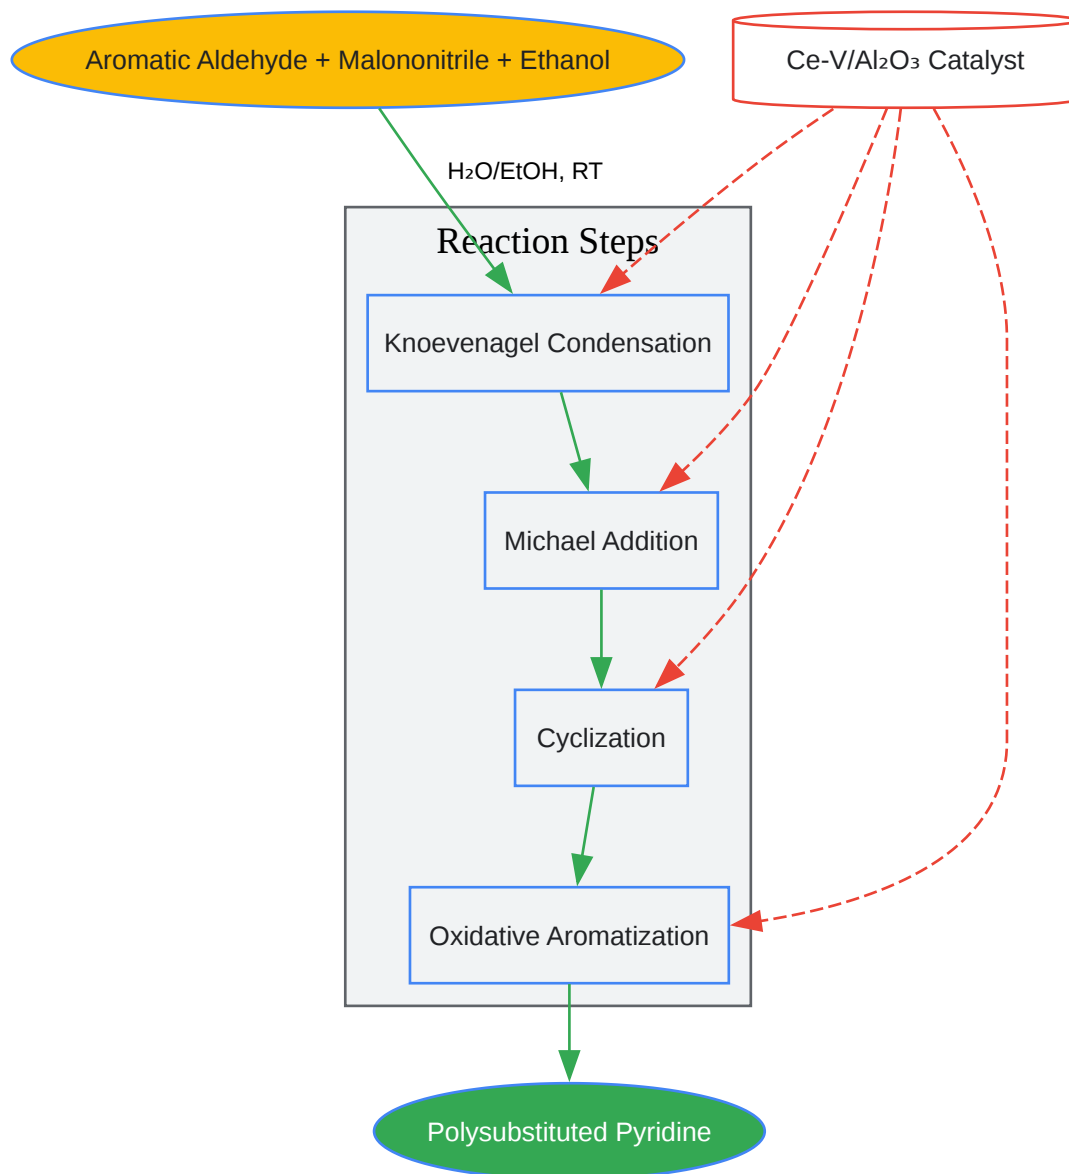 Aromatic Aldehyde + Malononitrile + Ethanol
Ce-V/Al₂O₃ Catalyst
H₂O/EtOH, RT
Reaction Steps
Knoevenagel Condensation
Michael Addition
Cyclization
Oxidative Aromatization
Polysubstituted Pyridine